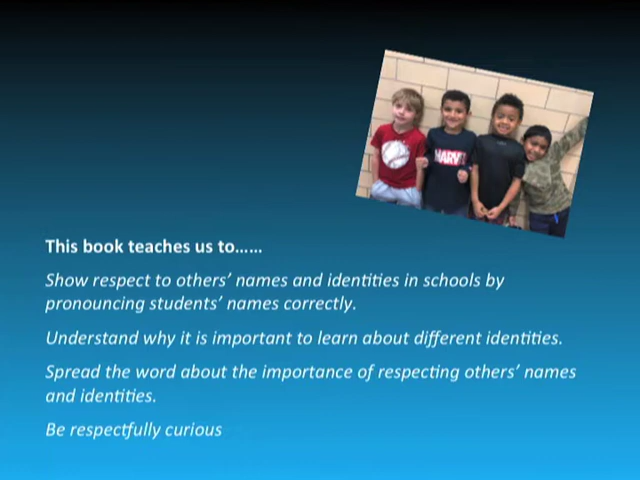 MARV
This book teaches us to……
Show respect to others’ names and identities in schools by
pronouncing students’ names correctly.
Understand why it is important to learn about different identities.
Spread the word about the importance of respecting others’ names
and identities.
Be respectfully curious